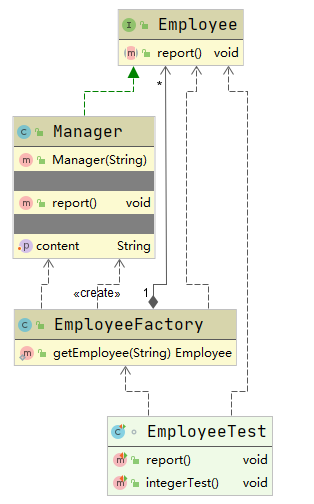 I Employee
m report() void
*
C Manager
m Manager(String)
m report() void
p content String
«create»
1
C EmployeeFactory
m getEmployee(String) Employee
C EmployeeTest
m report() void
m integerTest() void